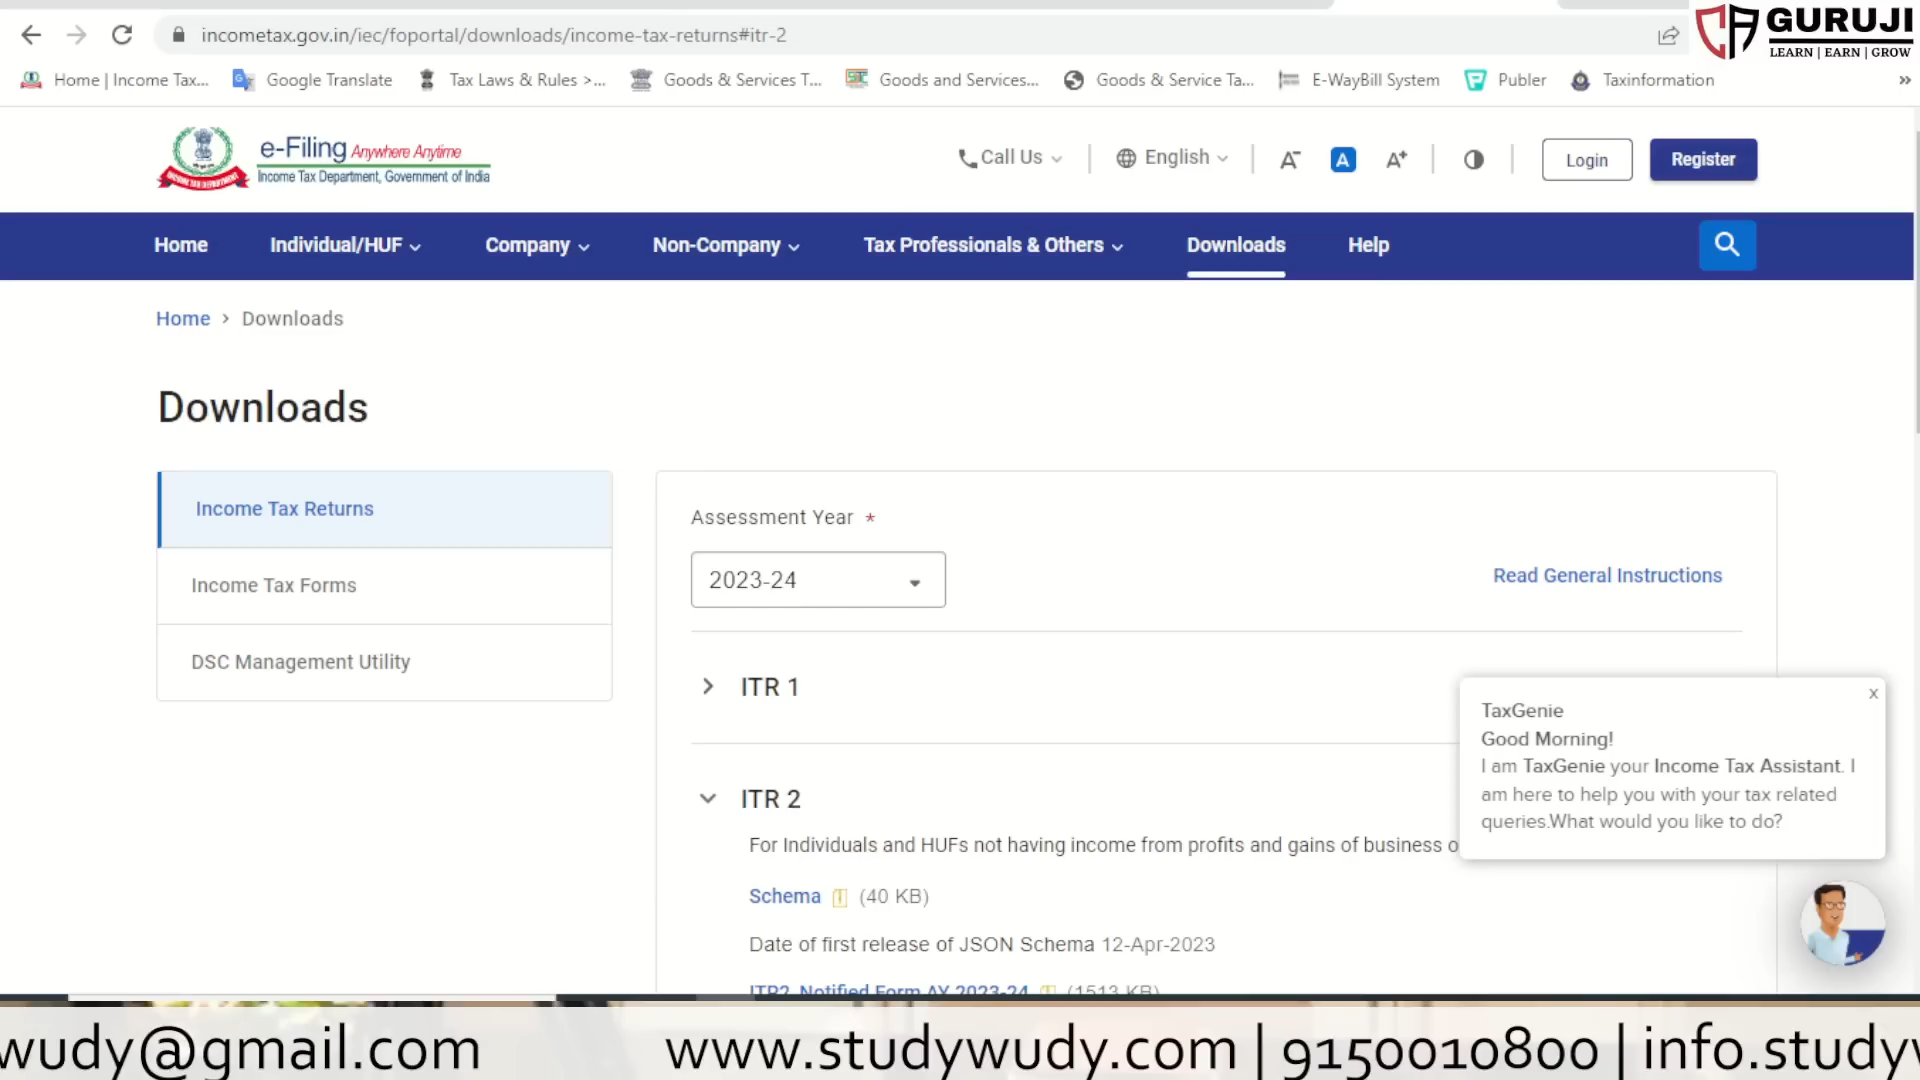 incometax.gov.in/iec/foportal/downloads/income-tax-returns#itr-2
GURUJI
LEARN | EARN | GROW
Home | Income Tax... Google Translate Tax Laws & Rules >... Goods & Services T... Goods and Services... Goods & Service Ta... E-WayBill System Publer Taxinformation »
e-Filing Anywhere Anytime
Income Tax Department, Government of India
Call Us English A- A A+ Login Register
Home Individual/HUF Company Non-Company Tax Professionals & Others Downloads Help
Home > Downloads
Downloads
Income Tax Returns
Income Tax Forms
DSC Management Utility
Assessment Year *
2023-24
Read General Instructions
ITR 1
ITR 2
For Individuals and HUFs not having income from profits and gains of business o
Schema (40 KB)
Date of first release of JSON Schema 12-Apr-2023
ITR2_Notified Form AY 2023-24 (1513 KB)
x
TaxGenie
Good Morning!
I am TaxGenie your Income Tax Assistant. I
am here to help you with your tax related
queries.What would you like to do?
wudy@gmail.com www.studywudy.com | 9150010800 | info.study